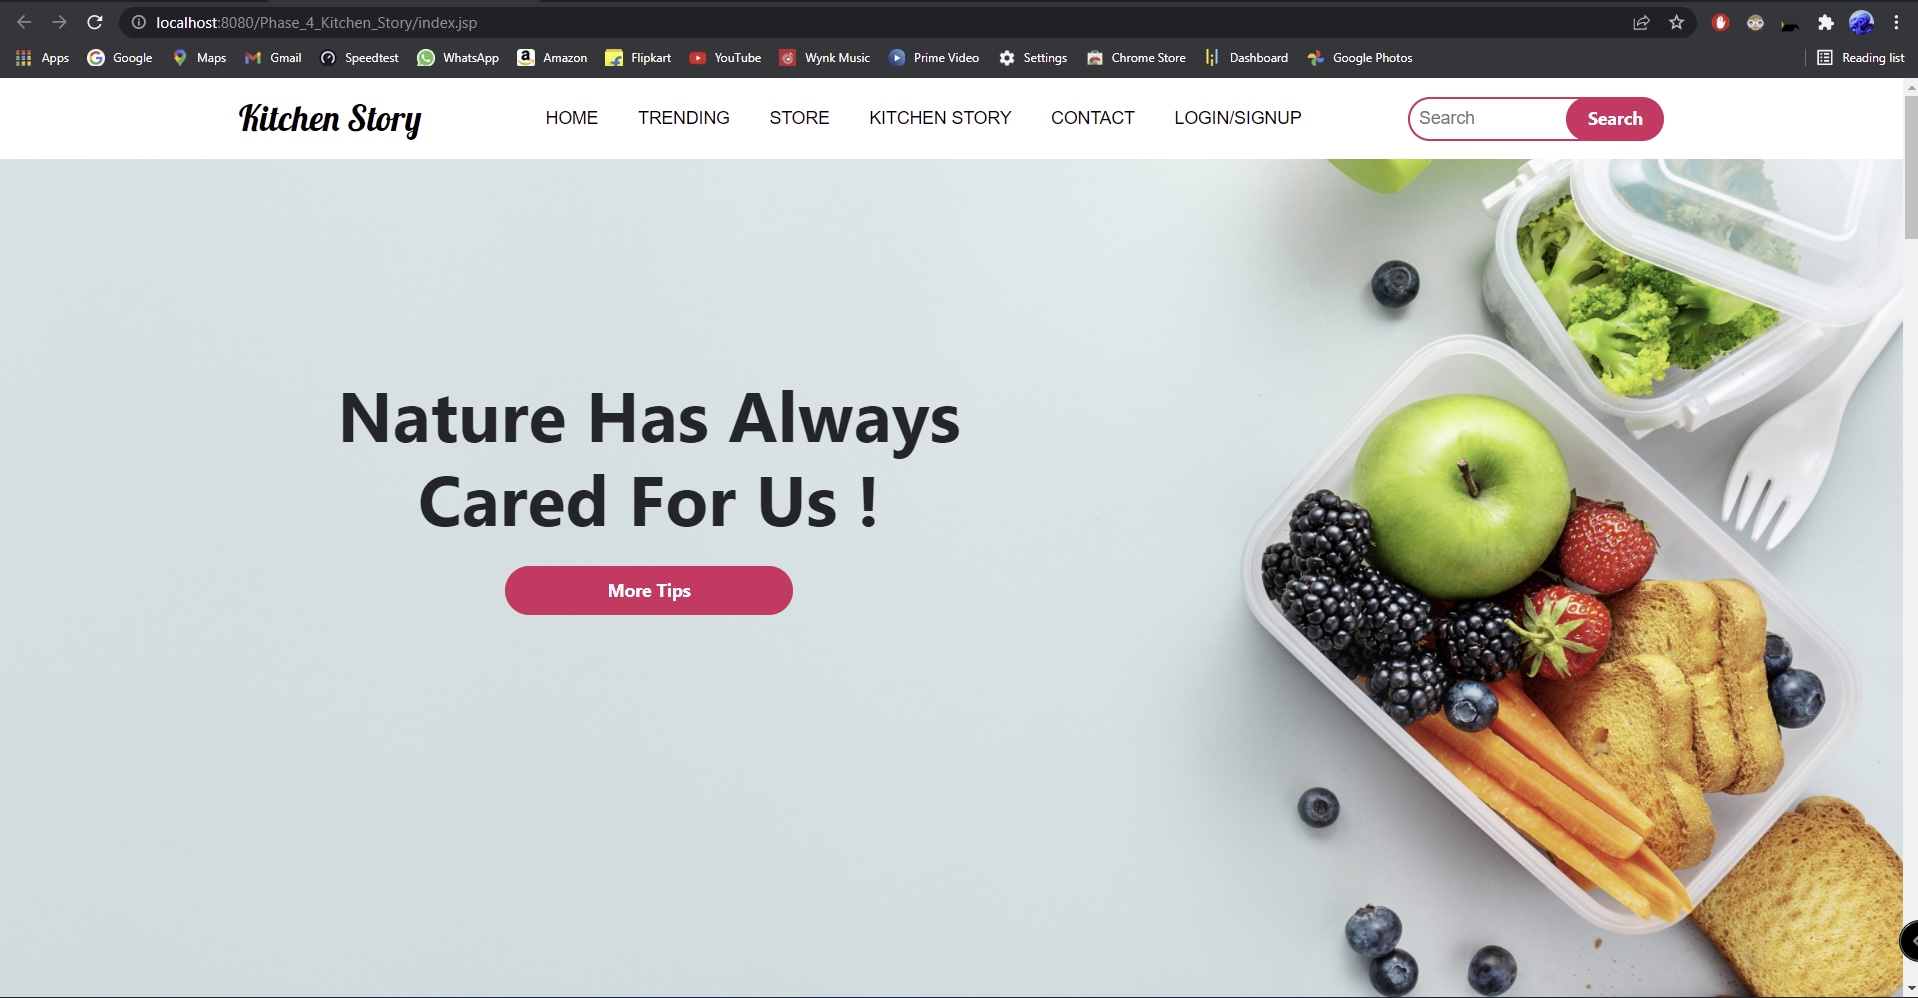 localhost:8080/Phase_4_Kitchen_Story/index.jsp
Apps Google Maps Gmail Speedtest WhatsApp Amazon Flipkart YouTube Wynk Music Prime Video Settings Chrome Store Dashboard Google Photos Reading list
Kitchen Story HOME TRENDING STORE KITCHEN STORY CONTACT LOGIN/SIGNUP Search Search
Nature Has Always
Cared For Us !
More Tips